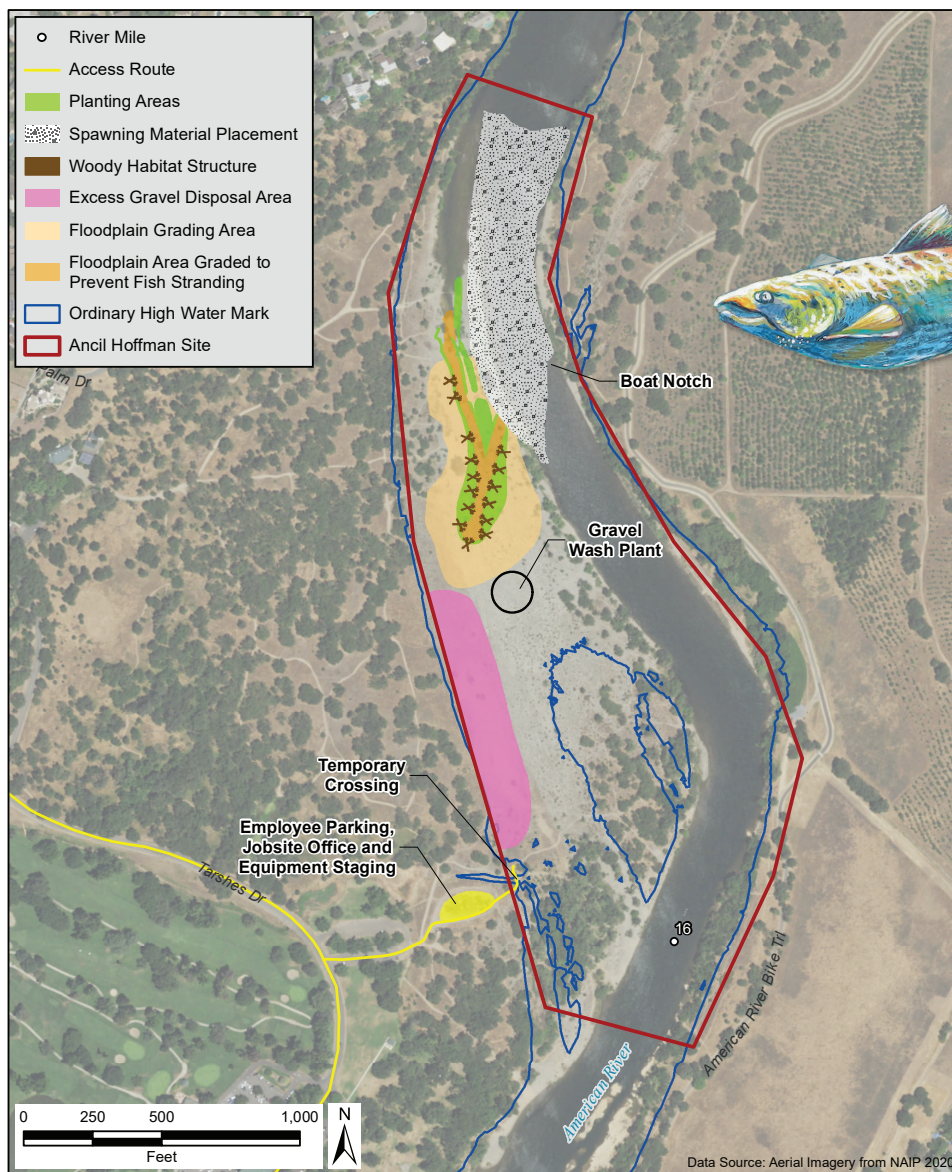 River Mile
Access Route
Planting Areas
Spawning Material Placement
Woody Habitat Structure
Excess Gravel Disposal Area
Floodplain Grading Area
Floodplain Area Graded to
Prevent Fish Stranding
Ordinary High Water Mark
Ancil Hoffman Site
Palm Dr
Boat Notch
Gravel
Wash Plant
Temporary
Crossing
Employee Parking,
Jobsite Office and
Equipment Staging
Tarshes Dr
16
American River Bike Trl
American River
0 250 500 1,000
Feet
N
Data Source: Aerial Imagery from NAIP 2020